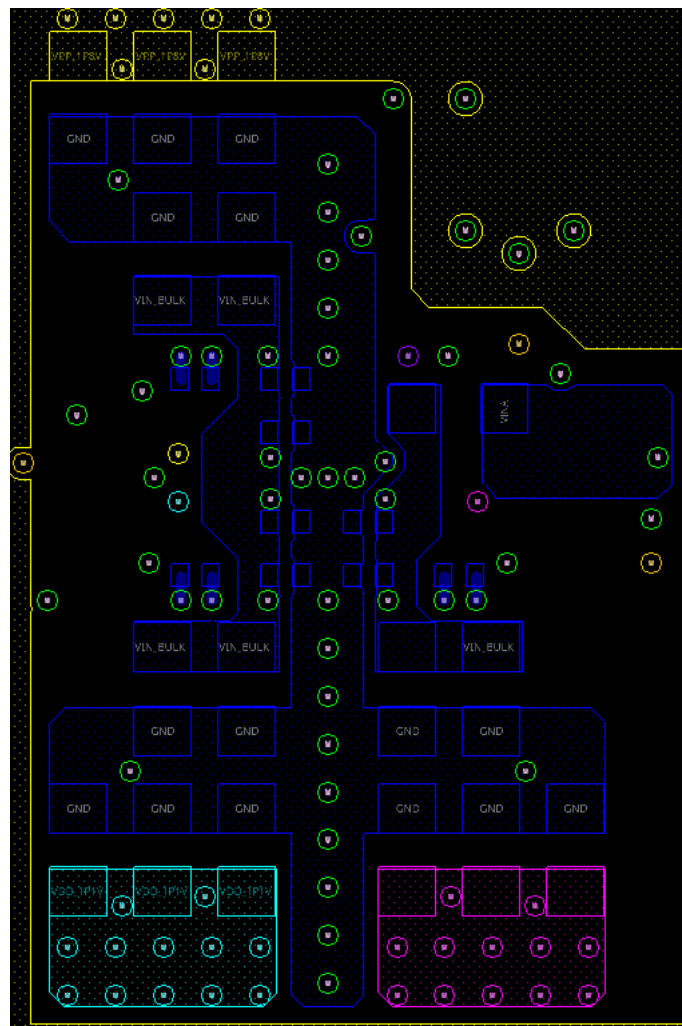 VPP_1P8V VPP_1P8V VPP_1P8V
GND GND GND
GND GND
VIN_BULK VIN_BULK
VINA
VIN_BULK VIN_BULK VIN_BULK
GND GND GND GND
GND GND GND GND GND GND
VDD_1P1V VDD_1P1V VDD_1P1V